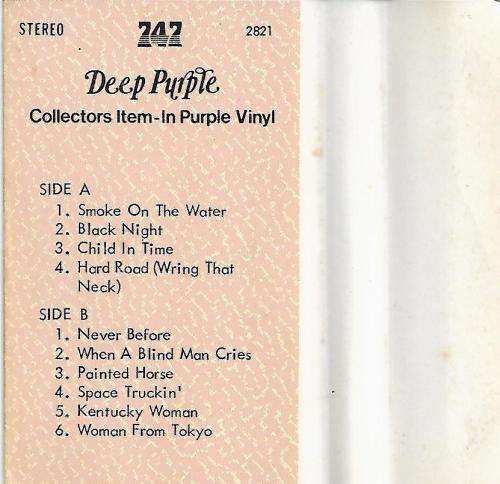 STEREO 747 2821
Deep Purple
Collectors Item-In Purple Vinyl
SIDE A
1. Smoke On The Water
2. Black Night
3. Child In Time
4. Hard Road (Wring That
Neck)
SIDE B
1. Never Before
2. When A Blind Man Cries
3. Painted Horse
4. Space Truckin'
5. Kentucky Woman
6. Woman From Tokyo